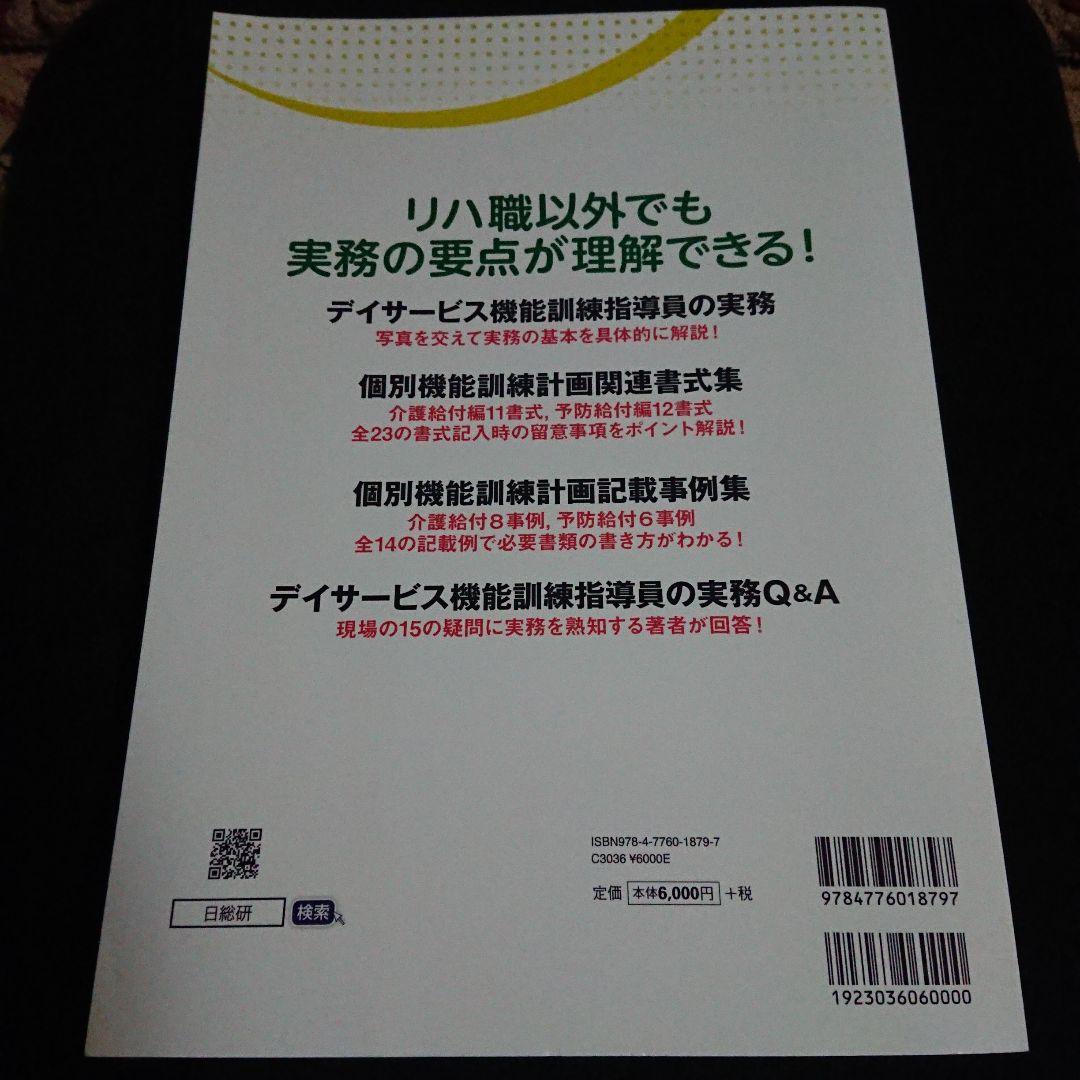 リハ職以外でも
実務の要点が理解できる!
デイサービス機能訓練指導員の実務
写真を交えて実務の基本を具体的に解説!
個別機能訓練計画関連書式集
介護給付編11書式, 予防給付編12書式
全23の書式記入時の留意事項をポイント解説!
個別機能訓練計画記載事例集
介護給付8事例, 予防給付6事例
全14の記載例で必要書類の書き方がわかる!
デイサービス機能訓練指導員の実務Q&A
現場の15の疑問に実務を熟知する著者が回答!
日総研 検索
ISBN978-4-7760-1879-7
C3036 ¥6000E
定価 本体6,000円 +税
9784776018797
1923036060000